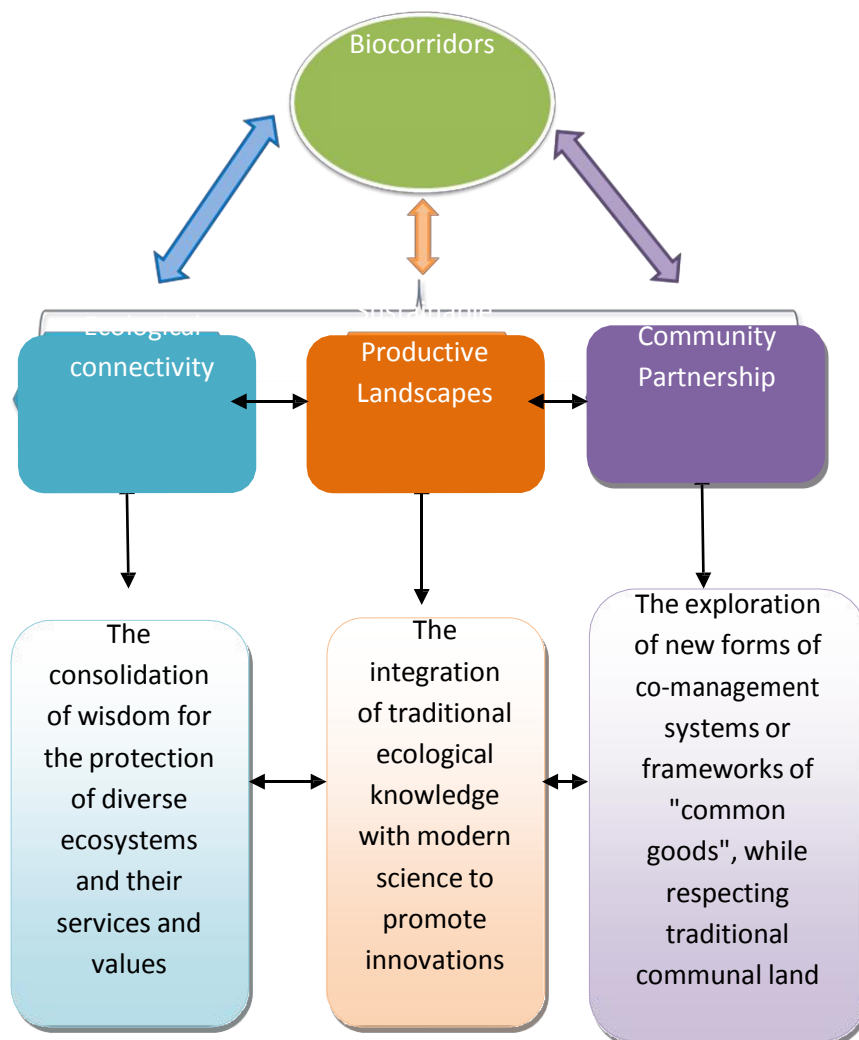 Biocorridors
Ecological
connectivity
Sustainable
Productive
Landscapes
Community
Partnership
The
consolidation
of wisdom for
the protection
of diverse
ecosystems
and their
services and
values
The
integration
of traditional
ecological
knowledge
with modern
science to
promote
innovations
The exploration
of new forms of
co-management
systems or
frameworks of
"common
goods", while
respecting
traditional
communal land